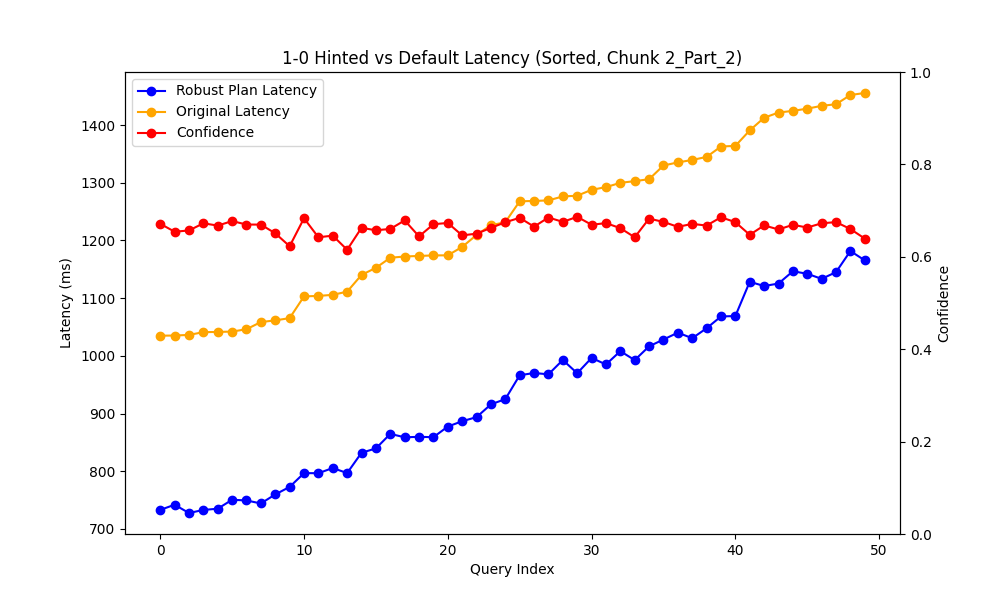 1-0 Hinted vs Default Latency (Sorted, Chunk 2_Part_2)
Robust Plan Latency
Original Latency
Confidence
Latency (ms)
1400
1300
1200
1100
1000
900
800
700
1.0
0.8
0.6
0.4
0.2
0.0
Confidence
0
10
20
30
40
50
Query Index